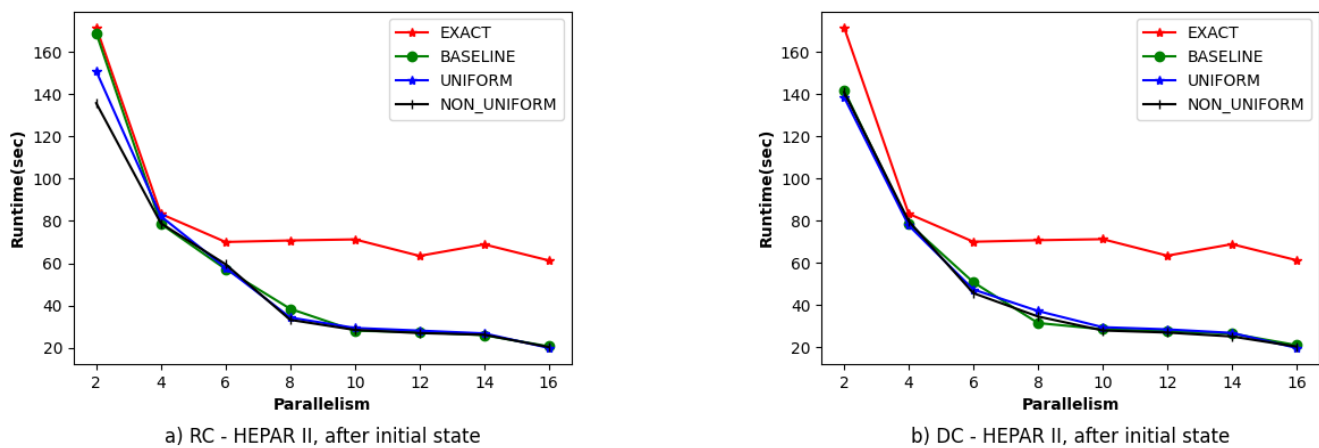 EXACT
BASELINE
UNIFORM
NON_UNIFORM
Runtime(sec)
160
140
120
100
80
60
40
20
2 4 6 8 10 12 14 16
Parallelism
a) RC - HEPAR II, after initial state
EXACT
BASELINE
UNIFORM
NON_UNIFORM
Runtime(sec)
160
140
120
100
80
60
40
20
2 4 6 8 10 12 14 16
Parallelism
b) DC - HEPAR II, after initial state